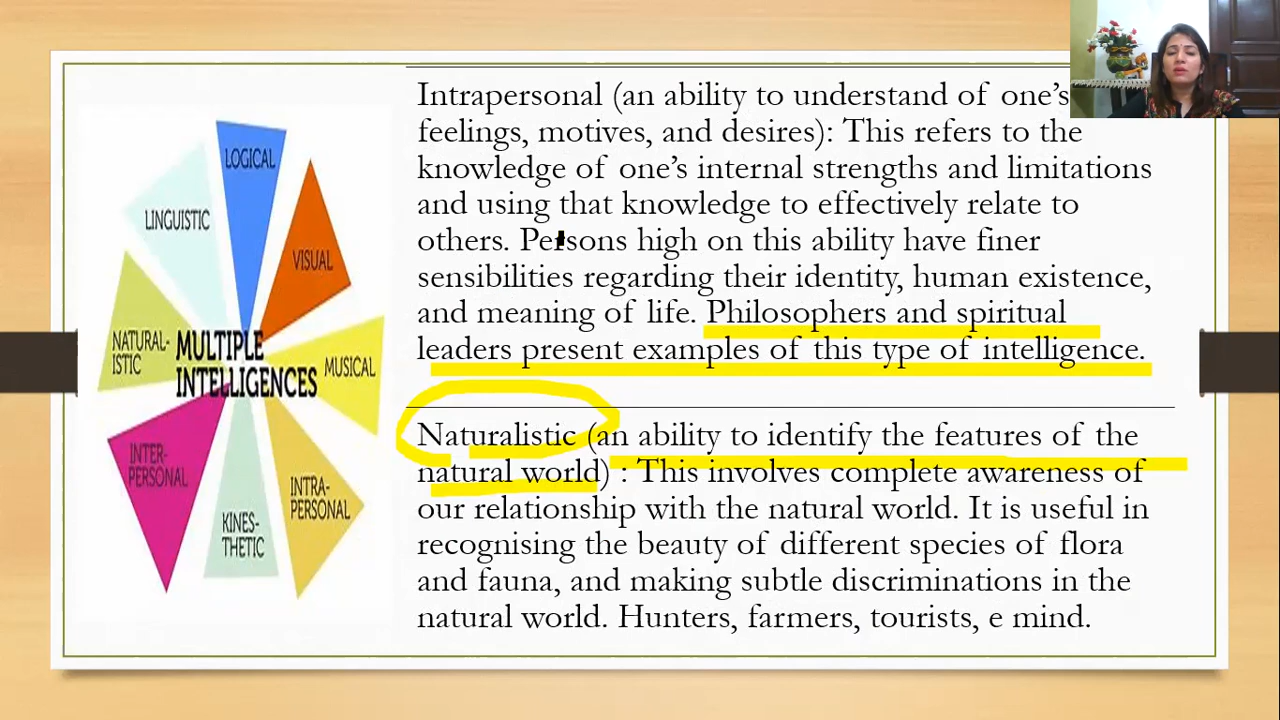 Intrapersonal (an ability to understand of one's
feelings, motives, and desires): This refers to the
knowledge of one's internal strengths and limitations
and using that knowledge to effectively relate to
others. Persons high on this ability have finer
sensibilities regarding their identity, human existence,
and meaning of life. Philosophers and spiritual
leaders present examples of this type of intelligence.
Naturalistic (an ability to identify the features of the
natural world) : This involves complete awareness of
our relationship with the natural world. It is useful in
recognising the beauty of different species of flora
and fauna, and making subtle discriminations in the
natural world. Hunters, farmers, tourists, e mind.
LOGICAL
LINGUISTIC
VISUAL
NATURAL-
ISTIC
MULTIPLE
INTELLIGENCES
MUSICAL
INTER-
PERSONAL
INTRA-
PERSONAL
KINES-
THETIC